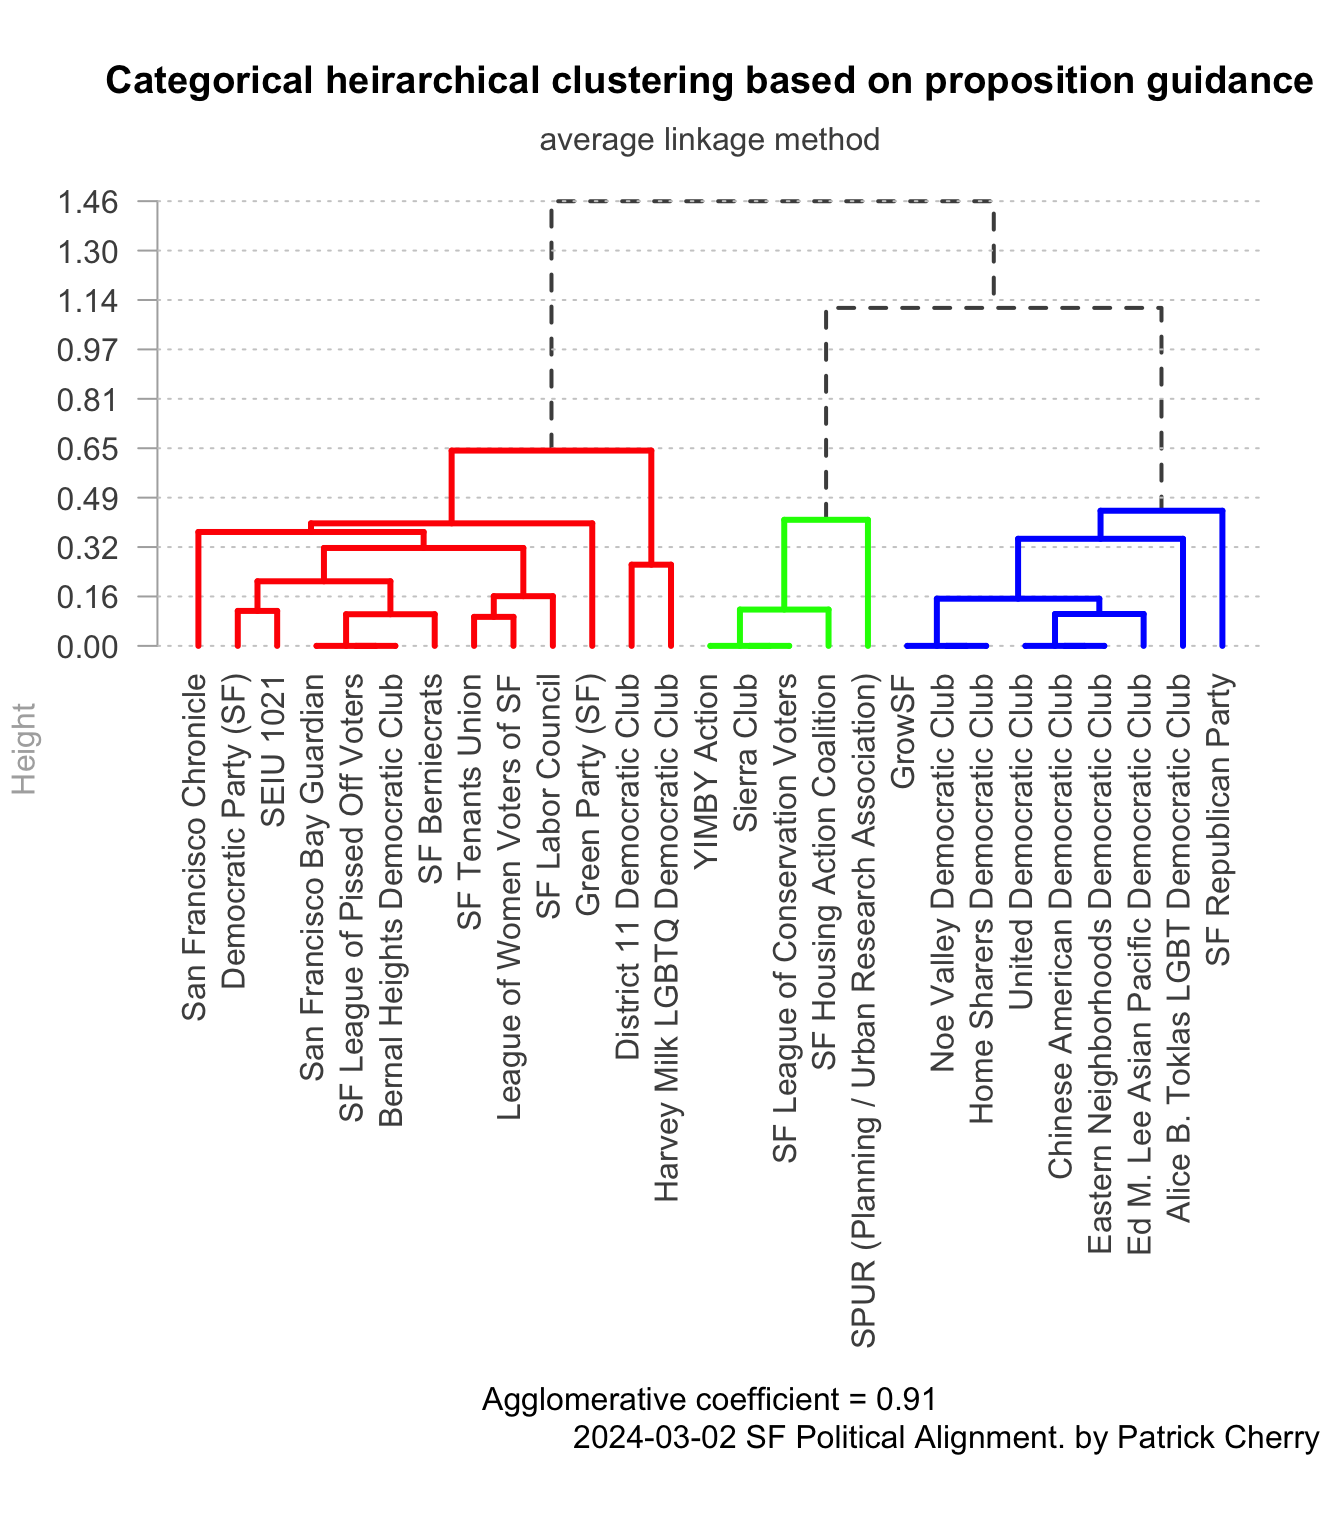 Categorical heirarchical clustering based on proposition guidance
average linkage method
1.46
1.30
1.14
0.97
0.81
0.65
0.49
0.32
0.16
0.00
Height
San Francisco Chronicle
Democratic Party (SF)
SEIU 1021
San Francisco Bay Guardian
SF League of Pissed Off Voters
Bernal Heights Democratic Club
SF Berniecrats
SF Tenants Union
League of Women Voters of SF
SF Labor Council
Green Party (SF)
District 11 Democratic Club
Harvey Milk LGBTQ Democratic Club
YIMBY Action
Sierra Club
SF League of Conservation Voters
SF Housing Action Coalition
SPUR (Planning / Urban Research Association)
GrowSF
Noe Valley Democratic Club
Home Sharers Democratic Club
United Democratic Club
Chinese American Democratic Club
Eastern Neighborhoods Democratic Club
Ed M. Lee Asian Pacific Democratic Club
Alice B. Toklas LGBT Democratic Club
SF Republican Party
Agglomerative coefficient = 0.91
2024-03-02 SF Political Alignment. by Patrick Cherry